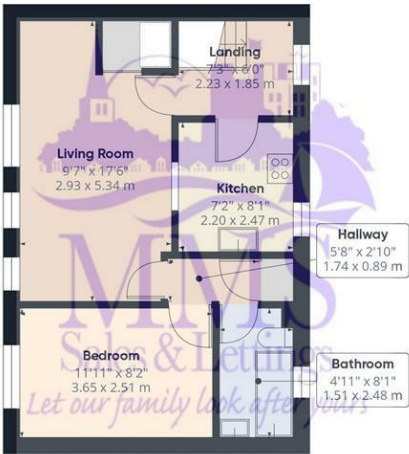 Landing
7'3" x 6'0"
2.23 x 1.85 m
Living Room
9'7" x 17'6"
2.93 x 5.34 m
Kitchen
7'2" x 8'1"
2.20 x 2.47 m
Hallway
5'8" x 2'10"
1.74 x 0.89 m
MMS
Sales & Lettings
Bedroom
11'11" x 8'2"
3.65 x 2.51 m
Bathroom
4'11" x 8'1"
1.51 x 2.48 m
Let our family look after yours